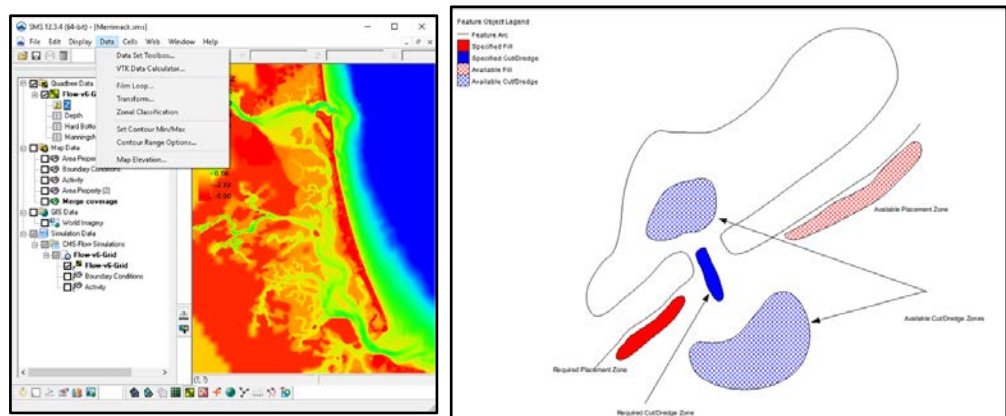 SMS 12.3.4 (64-bit) - [Merrimack.sms]
File Edit Display Data Cells Web Window Help
Data Set Toolbox...
VTK Data Calculator...
Film Loop...
Transform...
Zonal Classification
Set Contour Min/Max
Contour Range Options...
Map Elevation...
Quadtree Data
Flow-v6-G
Z
Depth
Hard Botto
Manningsh
Map Data
Area Propert
Boundary Conditions
Activity
Area Property (2)
Merge coverage
GIS Data
World Imagery
Simulation Data
CMS-Flow Simulations
Flow-v6-Grid
Flow-v6-Grid
Boundary Conditions
Activity
Feature Object Legend
Feature Arc
Specified Fill
Specified Cut/Dredge
Available Fill
Available Cut/Dredge
Available Placement Zone
Available Cut/Dredge Zones
Required Placement Zone
Required Cut/Dredge Zone